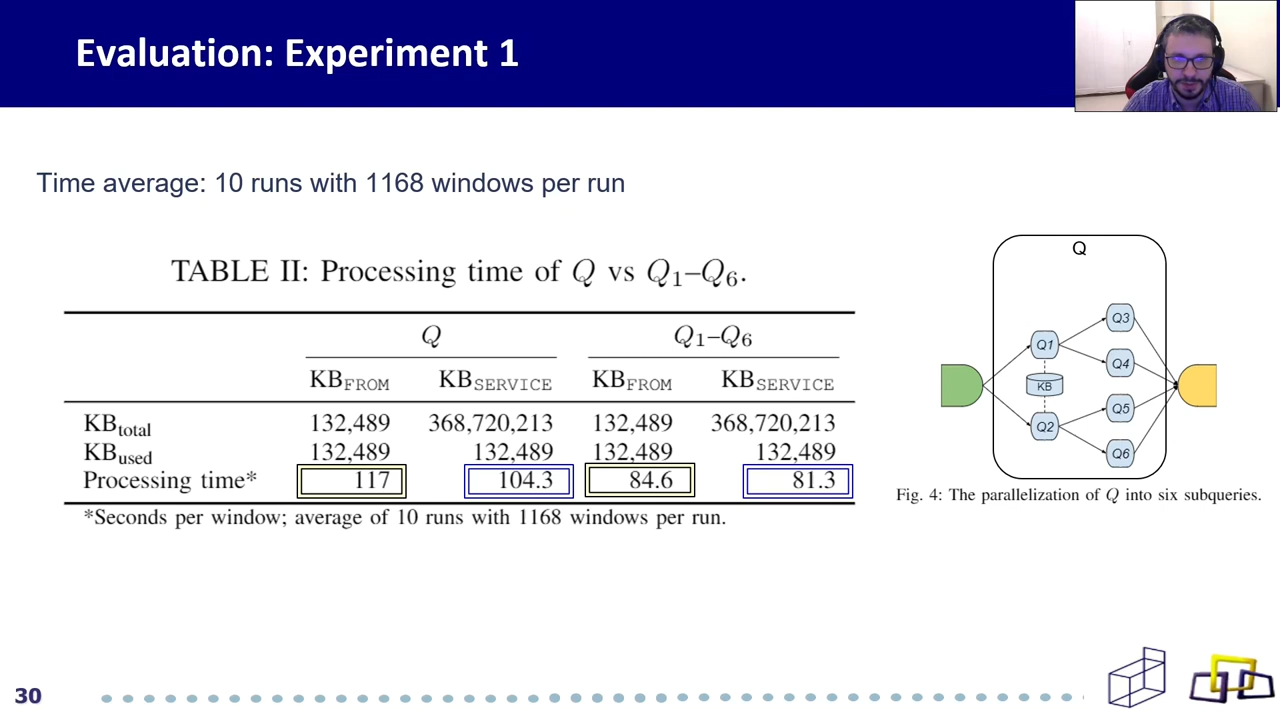 Evaluation: Experiment 1
Time average: 10 runs with 1168 windows per run
TABLE II: Processing time of Q vs Q1–Q6.
Q Q1–Q6
KBFROM KBSERVICE KBFROM KBSERVICE
KBtotal 132,489 368,720,213 132,489 368,720,213
KBused 132,489 132,489 132,489 132,489
Processing time* 117 104.3 84.6 81.3
*Seconds per window; average of 10 runs with 1168 windows per run.
Q
Q3
Q1
Q4
KB
Q5
Q2
Q6
Fig. 4: The parallelization of Q into six subqueries.
30